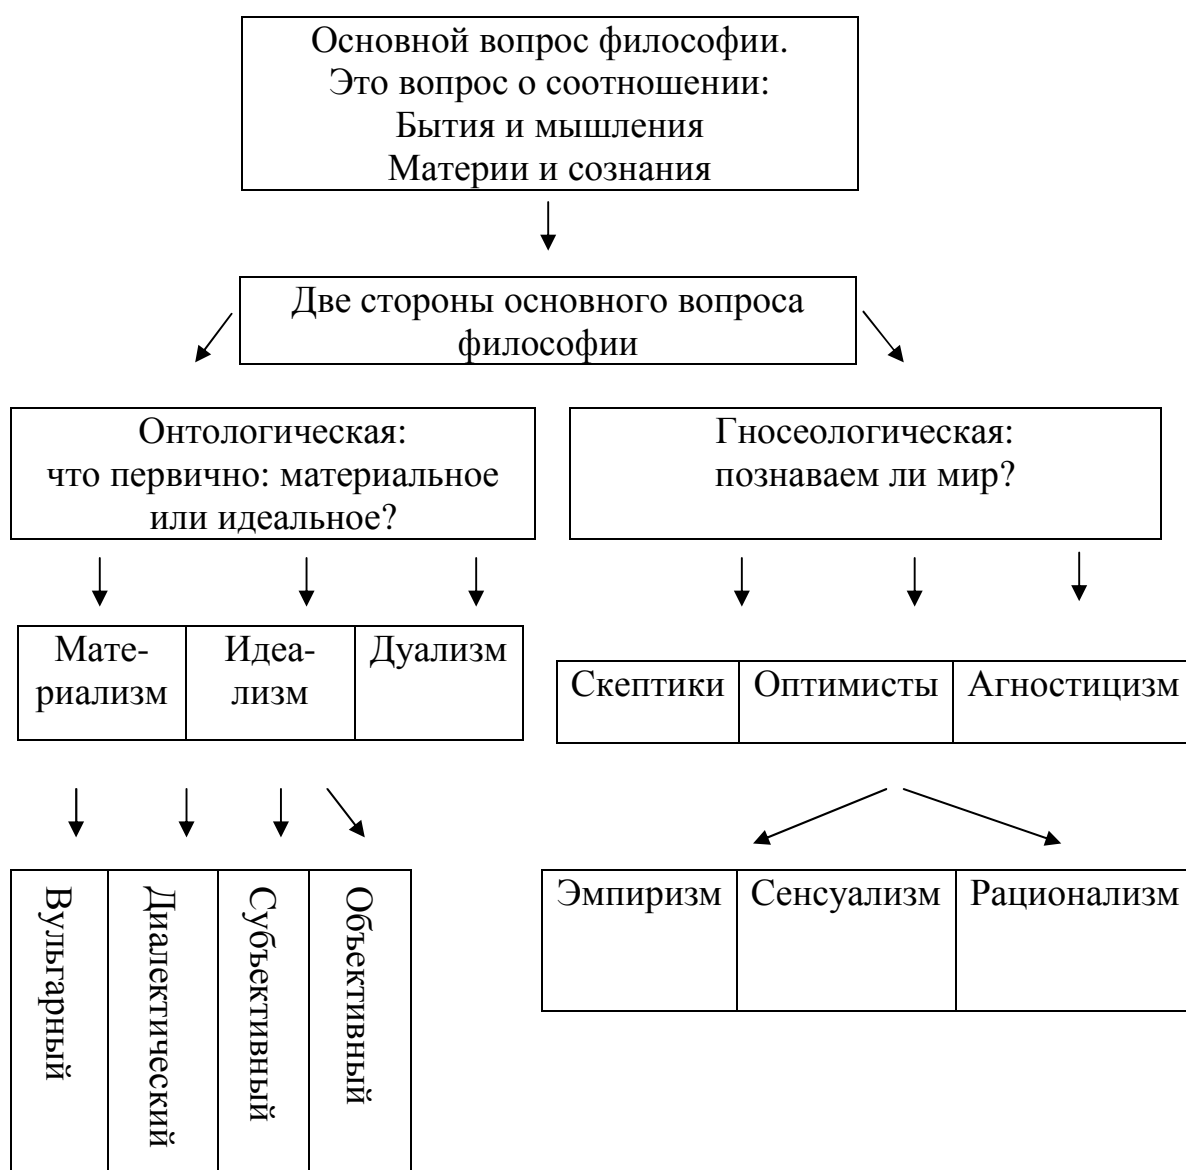 Основной вопрос философии.
Это вопрос о соотношении:
Бытия и мышления
Материи и сознания
Две стороны основного вопроса
философии
Онтологическая:
что первично: материальное
или идеальное?
Гносеологическая:
познаваем ли мир?
Мате-
риализм
Идеа-
лизм
Дуализм
Скептики
Оптимисты
Агностицизм
Вульгарный
Диалектический
Субъективный
Объективный
Эмпиризм
Сенсуализм
Рационализм